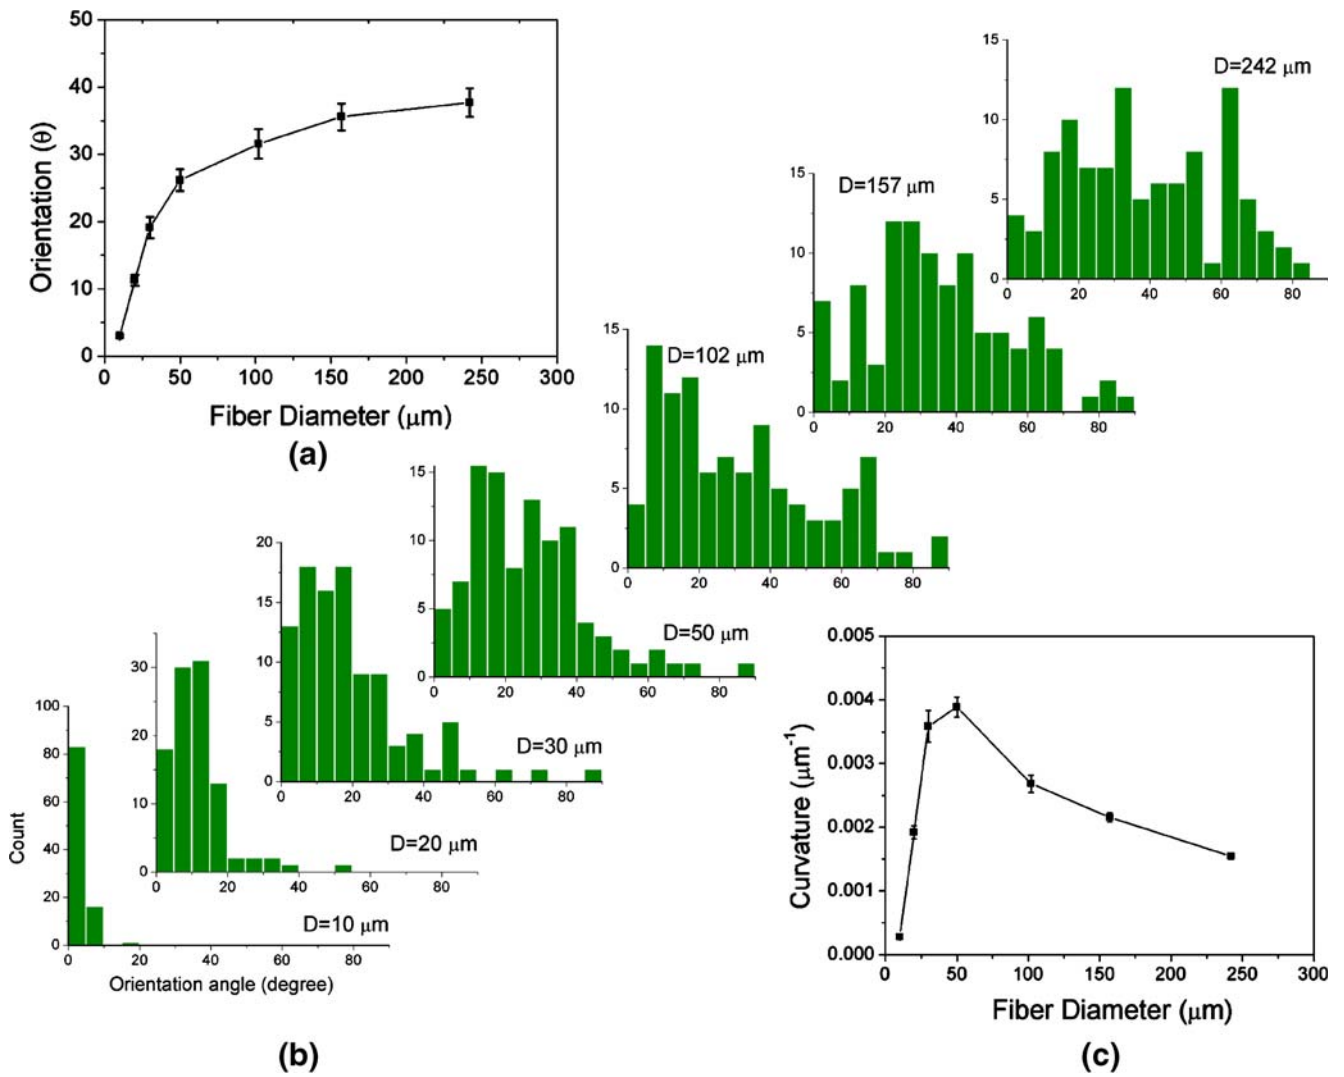 50
40
30
20
10
0
Orientation (θ)
0 50 100 150 200 250 300
Fiber Diameter (μm)
(a)
15
10
5
0
D=242 μm
0 20 40 60 80
15
10
5
0
D=157 μm
0 20 40 60 80
15
10
5
0
D=102 μm
0 20 40 60 80
15
10
5
0
D=50 μm
0 20 40 60 80
20
15
10
5
0
D=30 μm
0 20 40 60 80
30
20
10
0
D=20 μm
0 20 40 60 80
100
80
60
40
20
0
Count
D=10 μm
0 20 40 60 80
Orientation angle (degree)
(b)
0.005
0.004
0.003
0.002
0.001
0.000
Curvature (μm⁻¹)
0 50 100 150 200 250 300
Fiber Diameter (μm)
(c)